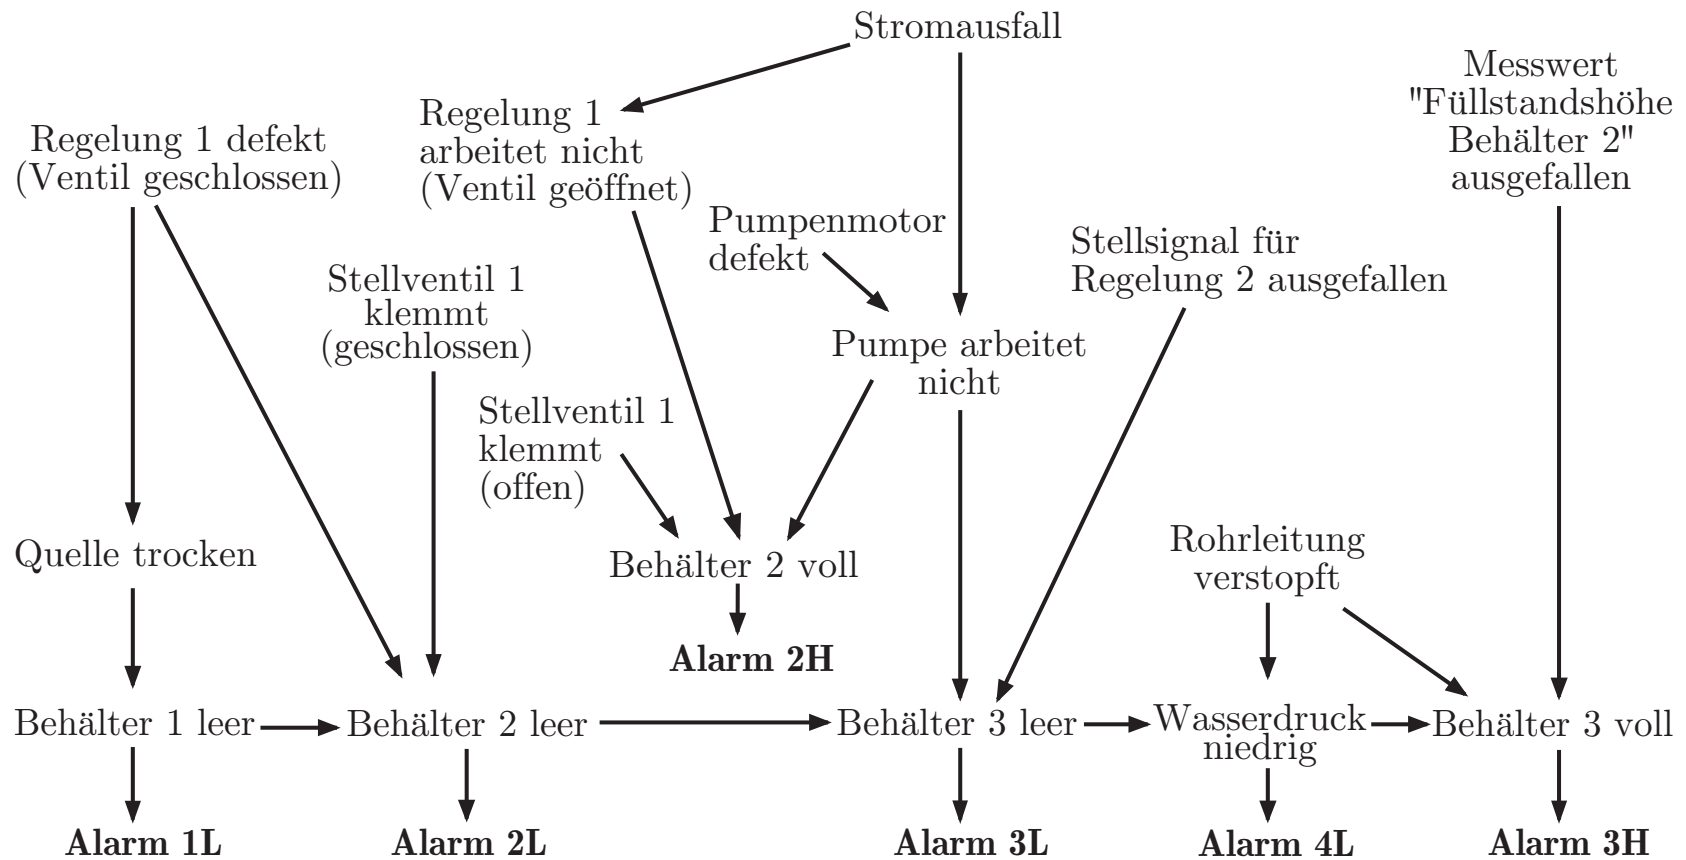 Stromausfall
Messwert
"Füllstandshöhe
Behälter 2"
ausgefallen
Regelung 1 defekt
(Ventil geschlossen)
Regelung 1
arbeitet nicht
(Ventil geöffnet)
Pumpenmotor
defekt
Stellsignal für
Regelung 2 ausgefallen
Stellventil 1
klemmt
(geschlossen)
Pumpe arbeitet
nicht
Stellventil 1
klemmt
(offen)
Quelle trocken
Behälter 2 voll
Rohrleitung
verstopft
Alarm 2H
Behälter 1 leer
Behälter 2 leer
Behälter 3 leer
Wasserdruck
niedrig
Behälter 3 voll
Alarm 1L
Alarm 2L
Alarm 3L
Alarm 4L
Alarm 3H